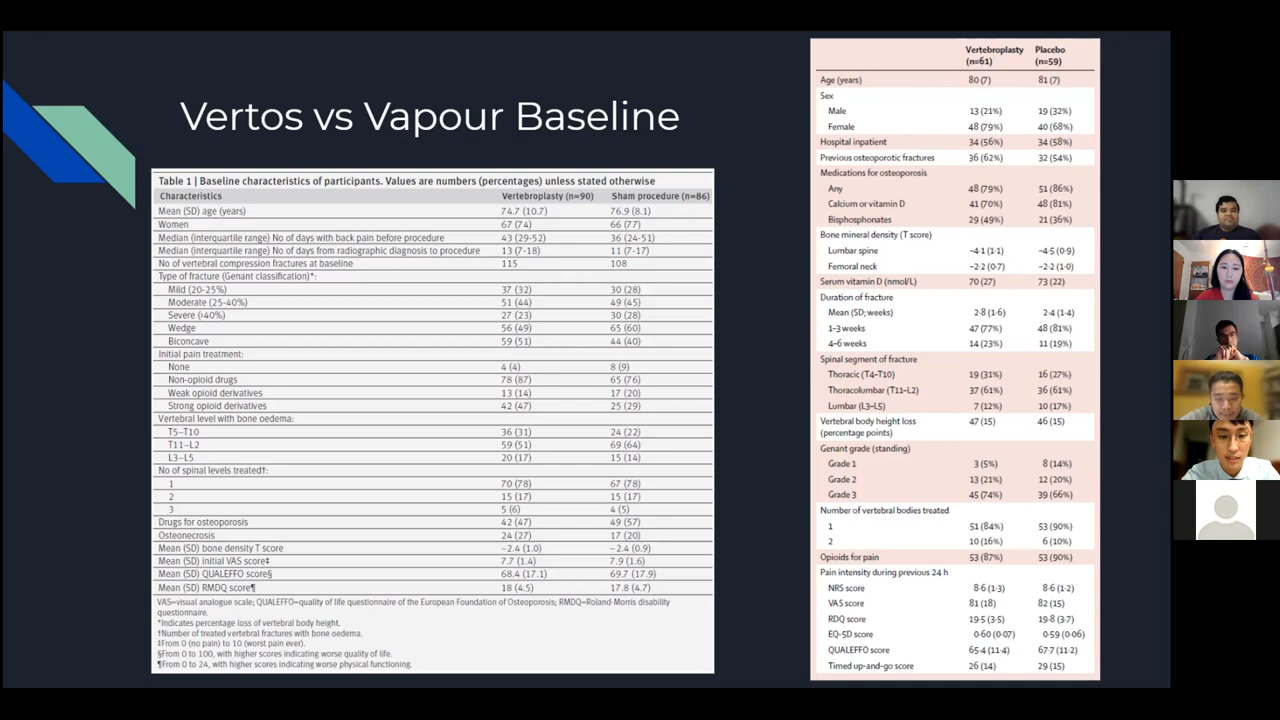 Vertos vs Vapour Baseline
Table 1 | Baseline characteristics of participants. Values are numbers (percentages) unless stated otherwise
Characteristics Vertebroplasty (n=90) Sham procedure (n=86)
Mean (SD) age (years) 74.7 (10.7) 76.9 (8.1)
Women 67 (74) 66 (77)
Median (interquartile range) No of days with back pain before procedure 43 (29-52) 36 (24-51)
Median (interquartile range) No of days from radiographic diagnosis to procedure 13 (7-18) 11 (7-17)
No of vertebral compression fractures at baseline 115 108
Type of fracture (Genant classification)*:
Mild (20-25%) 37 (32) 30 (28)
Moderate (25-40%) 51 (44) 49 (45)
Severe (>40%) 27 (23) 30 (28)
Wedge 56 (49) 65 (60)
Biconcave 59 (51) 44 (40)
Initial pain treatment:
None 4 (4) 8 (9)
Non-opioid drugs 78 (87) 65 (76)
Weak opioid derivatives 13 (14) 17 (20)
Strong opioid derivatives 42 (47) 25 (29)
Vertebral level with bone oedema:
T5–T10 36 (31) 24 (22)
T11–L2 59 (51) 69 (64)
L3–L5 20 (17) 15 (14)
No of spinal levels treated†:
1 70 (78) 67 (78)
2 15 (17) 15 (17)
3 5 (6) 4 (5)
Drugs for osteoporosis 42 (47) 49 (57)
Osteonecrosis 24 (27) 17 (20)
Mean (SD) bone density T score −2.4 (1.0) −2.4 (0.9)
Mean (SD) initial VAS score‡ 7.7 (1.4) 7.9 (1.6)
Mean (SD) QUALEFFO score§ 68.4 (17.1) 69.7 (17.9)
Mean (SD) RMDQ score¶ 18 (4.5) 17.8 (4.7)
VAS=visual analogue scale; QUALEFFO=quality of life questionnaire of the European Foundation of Osteoporosis; RMDQ=Roland-Morris disability
questionnaire.
*Indicates percentage loss of vertebral body height.
†Number of treated vertebral fractures with bone oedema.
‡From 0 (no pain) to 10 (worst pain ever).
§From 0 to 100, with higher scores indicating worse quality of life.
¶From 0 to 24, with higher scores indicating worse physical functioning.
Vertebroplasty (n=61) Placebo (n=59)
Age (years) 80 (7) 81 (7)
Sex
Male 13 (21%) 19 (32%)
Female 48 (79%) 40 (68%)
Hospital inpatient 34 (56%) 34 (58%)
Previous osteoporotic fractures 36 (62%) 32 (54%)
Medications for osteoporosis
Any 48 (79%) 51 (86%)
Calcium or vitamin D 41 (70%) 48 (81%)
Bisphosphonates 29 (49%) 21 (36%)
Bone mineral density (T score)
Lumbar spine −4·1 (1·1) −4·5 (0·9)
Femoral neck −2·2 (0·7) −2·2 (1·0)
Serum vitamin D (nmol/L) 70 (27) 73 (22)
Duration of fracture
Mean (SD; weeks) 2·8 (1·6) 2·4 (1·4)
1–3 weeks 47 (77%) 48 (81%)
4–6 weeks 14 (23%) 11 (19%)
Spinal segment of fracture
Thoracic (T4–T10) 19 (31%) 16 (27%)
Thoracolumbar (T11–L2) 37 (61%) 36 (61%)
Lumbar (L3–L5) 7 (12%) 10 (17%)
Vertebral body height loss 47 (15) 46 (15)
(percentage points)
Genant grade (standing)
Grade 1 3 (5%) 8 (14%)
Grade 2 13 (21%) 12 (20%)
Grade 3 45 (74%) 39 (66%)
Number of vertebral bodies treated
1 51 (84%) 53 (90%)
2 10 (16%) 6 (10%)
Opioids for pain 53 (87%) 53 (90%)
Pain intensity during previous 24 h
NRS score 8·6 (1·3) 8·6 (1·2)
VAS score 81 (18) 82 (15)
RDQ score 19·5 (3·5) 19·8 (3·7)
EQ-5D score 0·60 (0·07) 0·59 (0·06)
QUALEFFO score 65·4 (11·4) 67·7 (11·2)
Timed up-and-go score 26 (14) 29 (15)